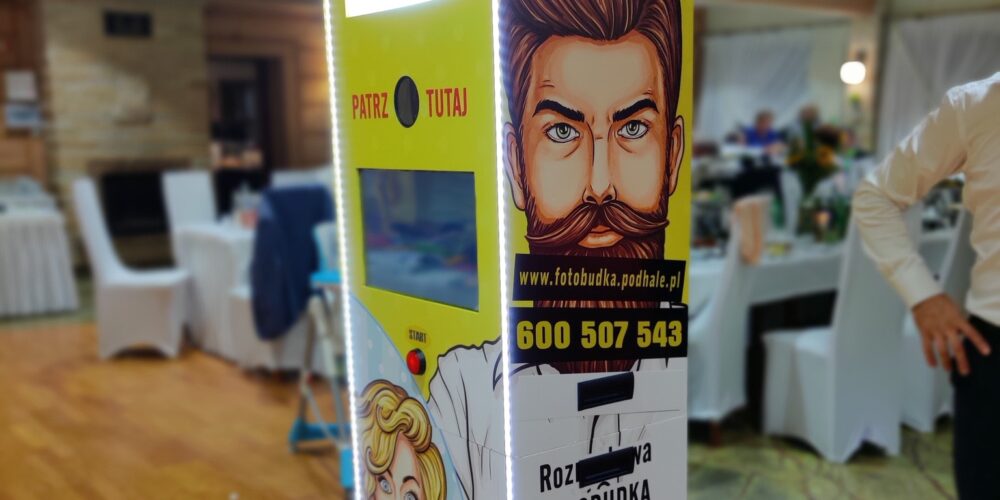 PATRZ TUTAJ
START
www.fotobudka.podhale.pl
600 507 543